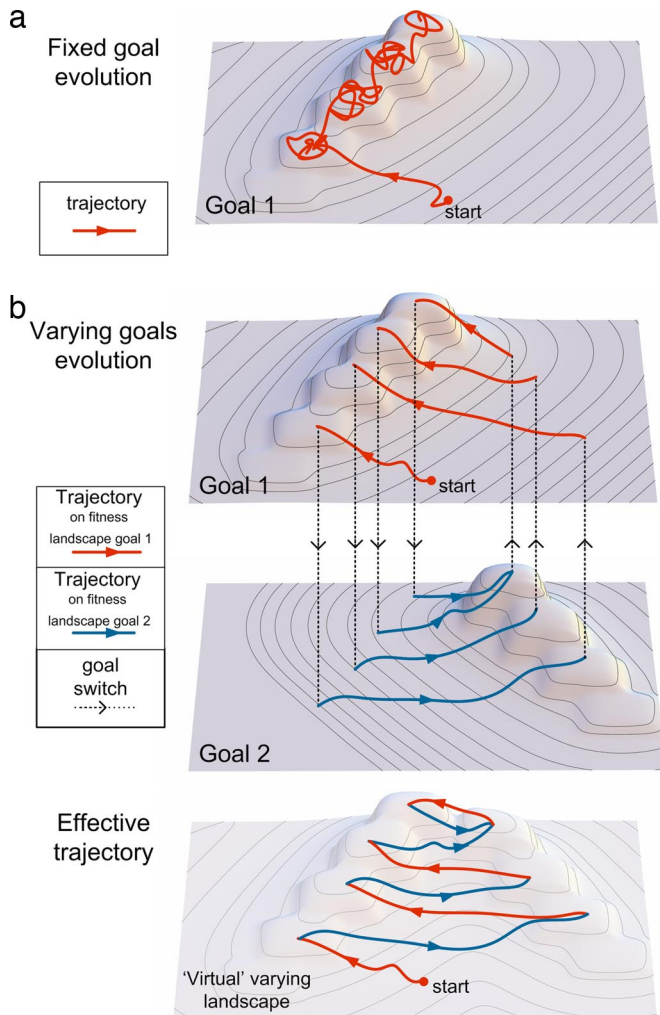 a
Fixed goal
evolution
trajectory
Goal 1
start
b
Varying goals
evolution
Goal 1
start
Trajectory
on fitness
landscape goal 1
Trajectory
on fitness
landscape goal 2
goal
switch
Goal 2
Effective
trajectory
'Virtual' varying
landscape
start